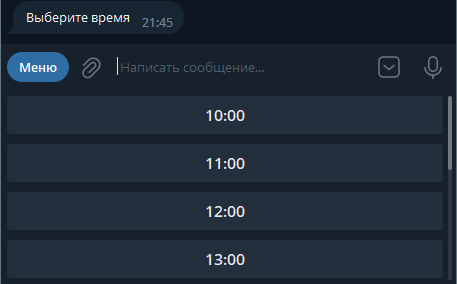 Выберите время
21:45
Меню
Написать сообщение...
10:00
11:00
12:00
13:00